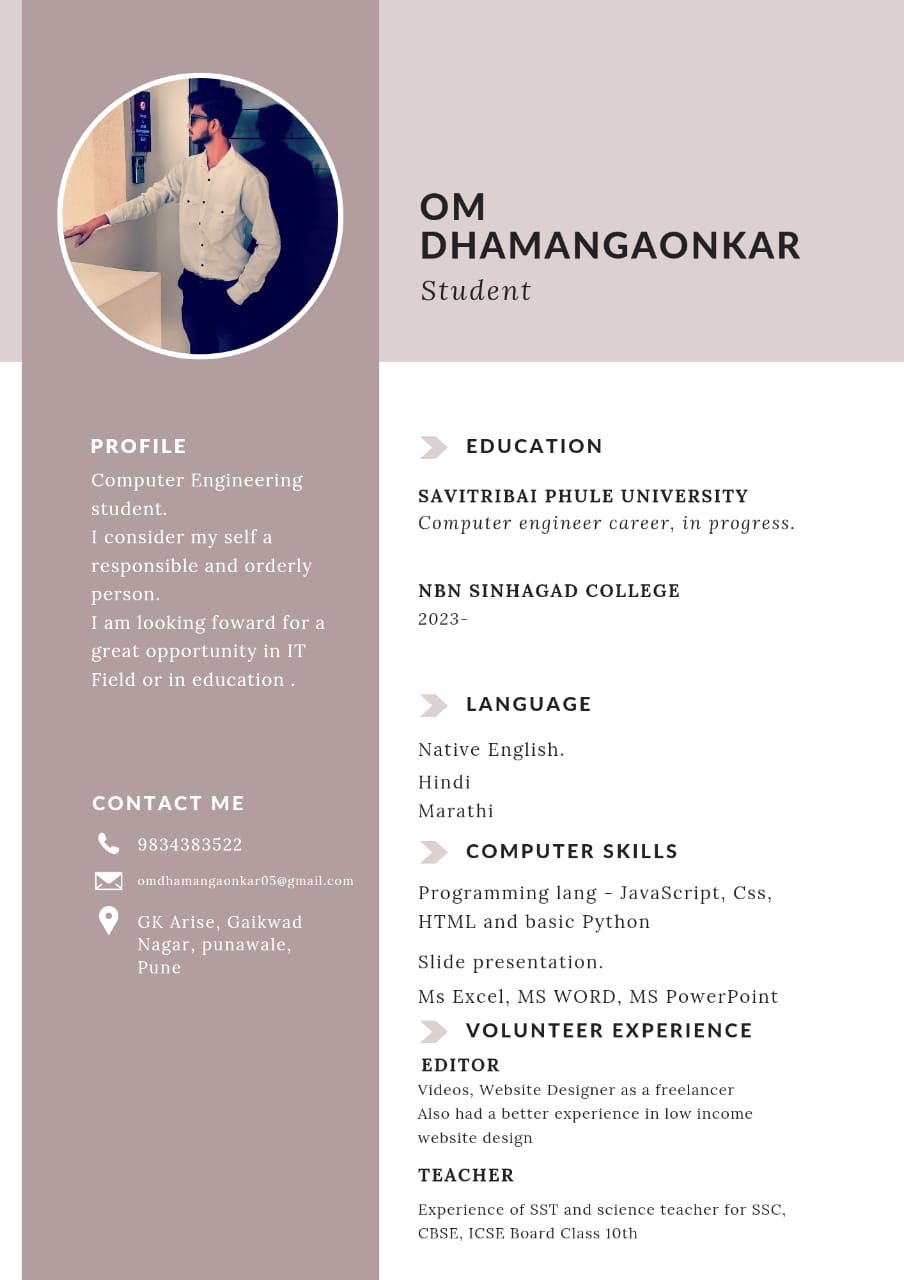 OM
DHAMANGAONKAR
Student
PROFILE
Computer Engineering
student.
I consider my self a
responsible and orderly
person.
I am looking foward for a
great opportunity in IT
Field or in education .
CONTACT ME
9834383522
omdhamangaonkar05@gmail.com
GK Arise, Gaikwad
Nagar, punawale,
Pune
EDUCATION
SAVITRIBAI PHULE UNIVERSITY
Computer engineer career, in progress.
NBN SINHAGAD COLLEGE
2023-
LANGUAGE
Native English.
Hindi
Marathi
COMPUTER SKILLS
Programming lang - JavaScript, Css,
HTML and basic Python
Slide presentation.
Ms Excel, MS WORD, MS PowerPoint
VOLUNTEER EXPERIENCE
EDITOR
Videos, Website Designer as a freelancer
Also had a better experience in low income
website design
TEACHER
Experience of SST and science teacher for SSC,
CBSE, ICSE Board Class 10th